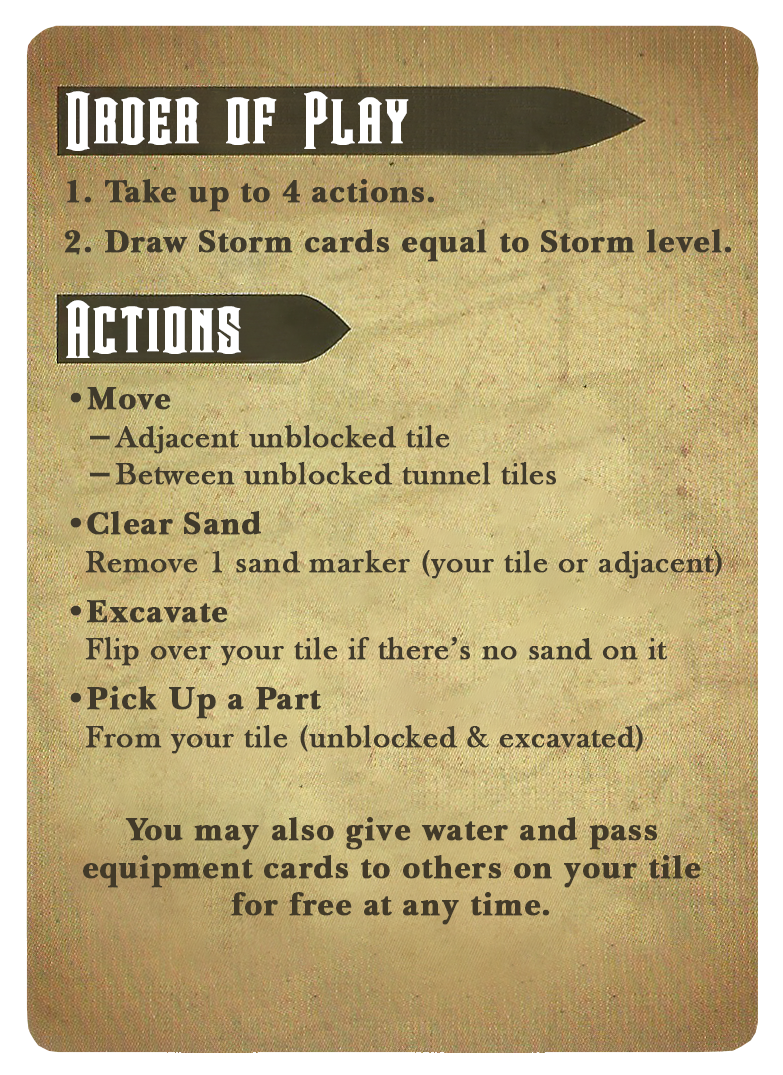 Order of Play
1. Take up to 4 actions.
2. Draw Storm cards equal to Storm level.
Actions
•Move
—Adjacent unblocked tile
—Between unblocked tunnel tiles
•Clear Sand
Remove 1 sand marker (your tile or adjacent)
•Excavate
Flip over your tile if there’s no sand on it
•Pick Up a Part
From your tile (unblocked & excavated)
You may also give water and pass
equipment cards to others on your tile
for free at any time.